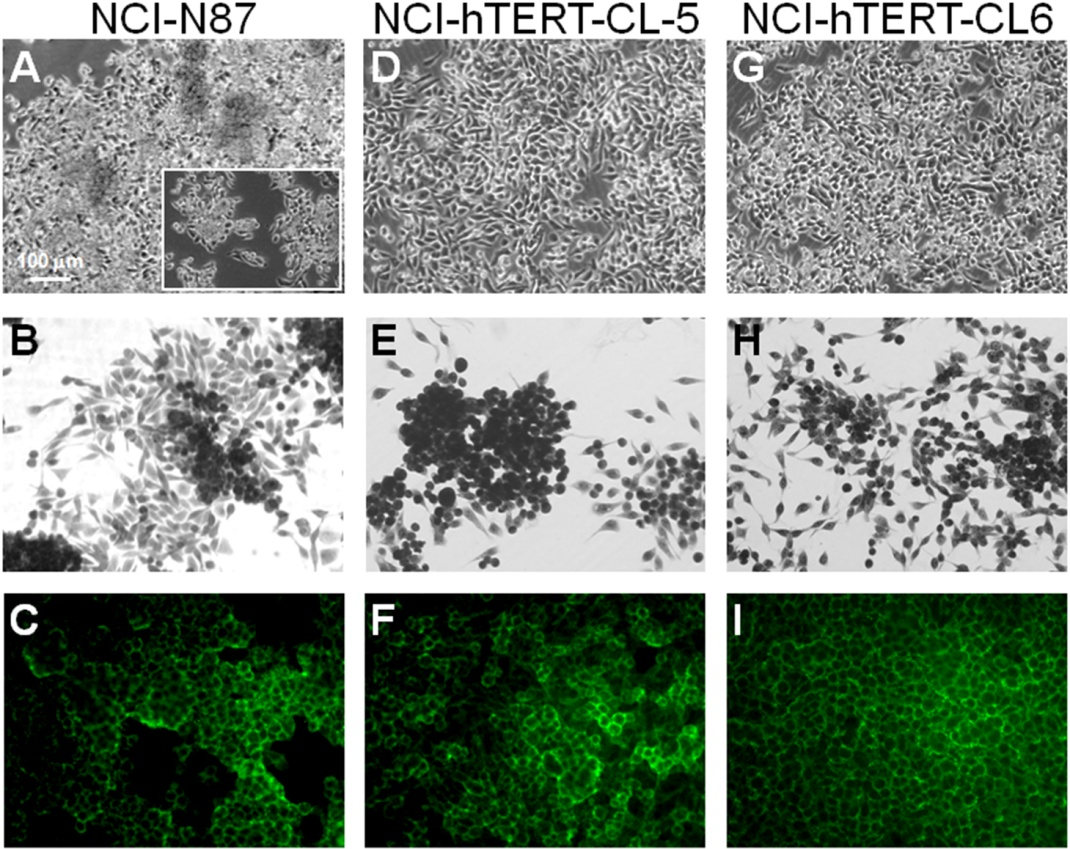 NCI-N87 NCI-hTERT-CL-5 NCI-hTERT-CL6
A D G
100 µm
B E H
C F I